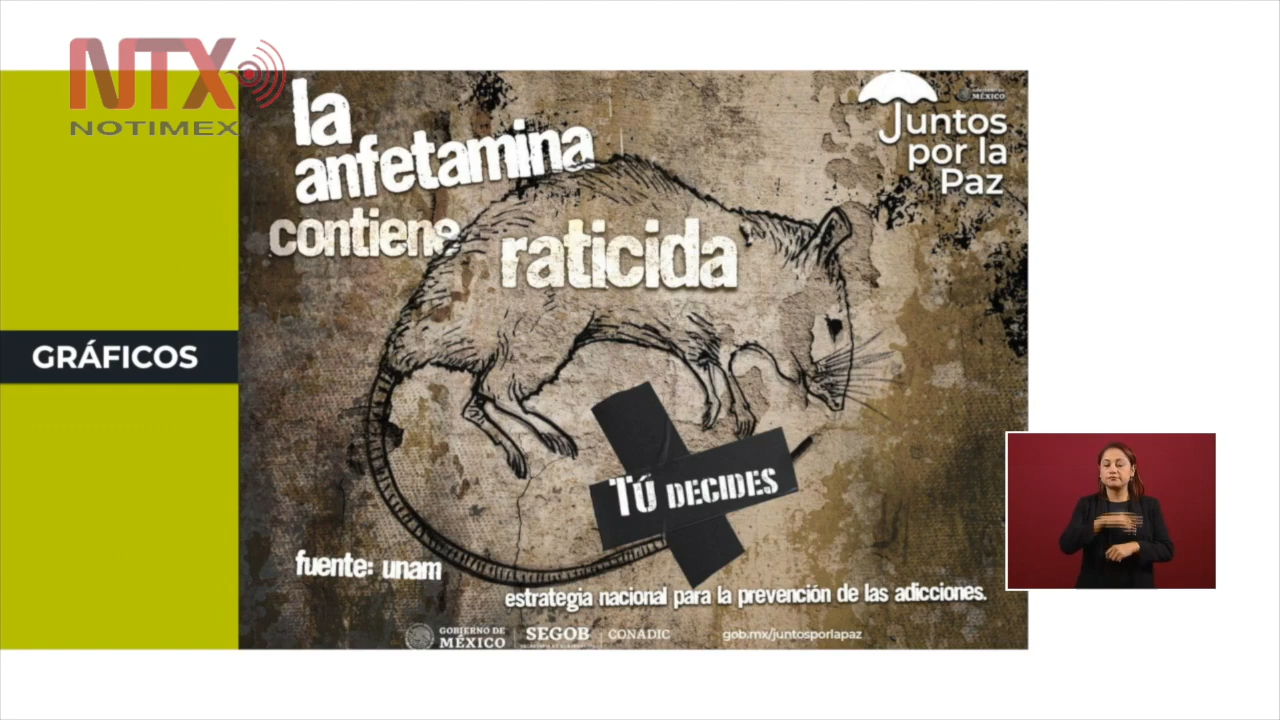 NTX
NOTIMEX
la
anfetamina
contiene raticida
MÉXICO
Juntos
por la
Paz
GRÁFICOS
TÚ DECIDES
fuente: unam
estrategia nacional para la prevención de las adicciones.
GOBIERNO DE
MÉXICO
SEGOB
CONADIC
gob.mx/juntosporlapaz